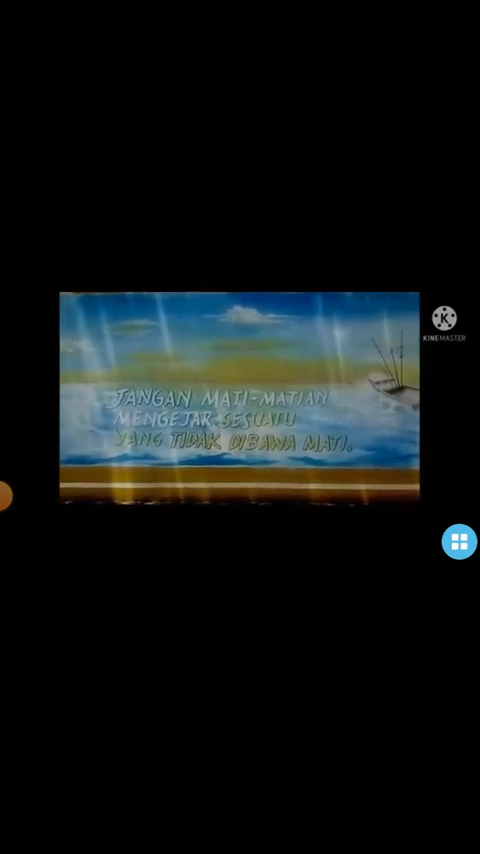 JANGAN MATI-MATIAN
MENGEJAR SESUATU
YANG TIDAK DIBAWA MATI.
KINEMASTER